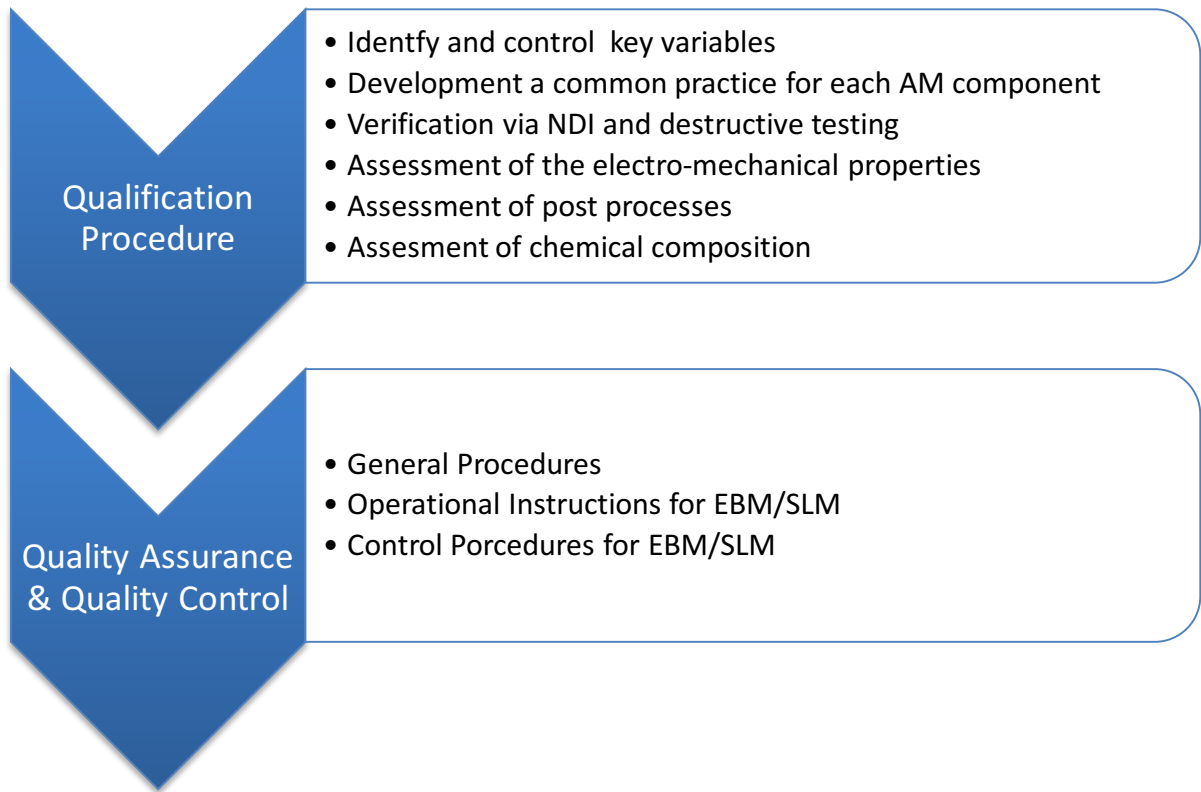 Qualification
Procedure
• Identfy and control key variables
• Development a common practice for each AM component
• Verification via NDI and destructive testing
• Assessment of the electro-mechanical properties
• Assessment of post processes
• Assesment of chemical composition
Quality Assurance
& Quality Control
• General Procedures
• Operational Instructions for EBM/SLM
• Control Porcedures for EBM/SLM